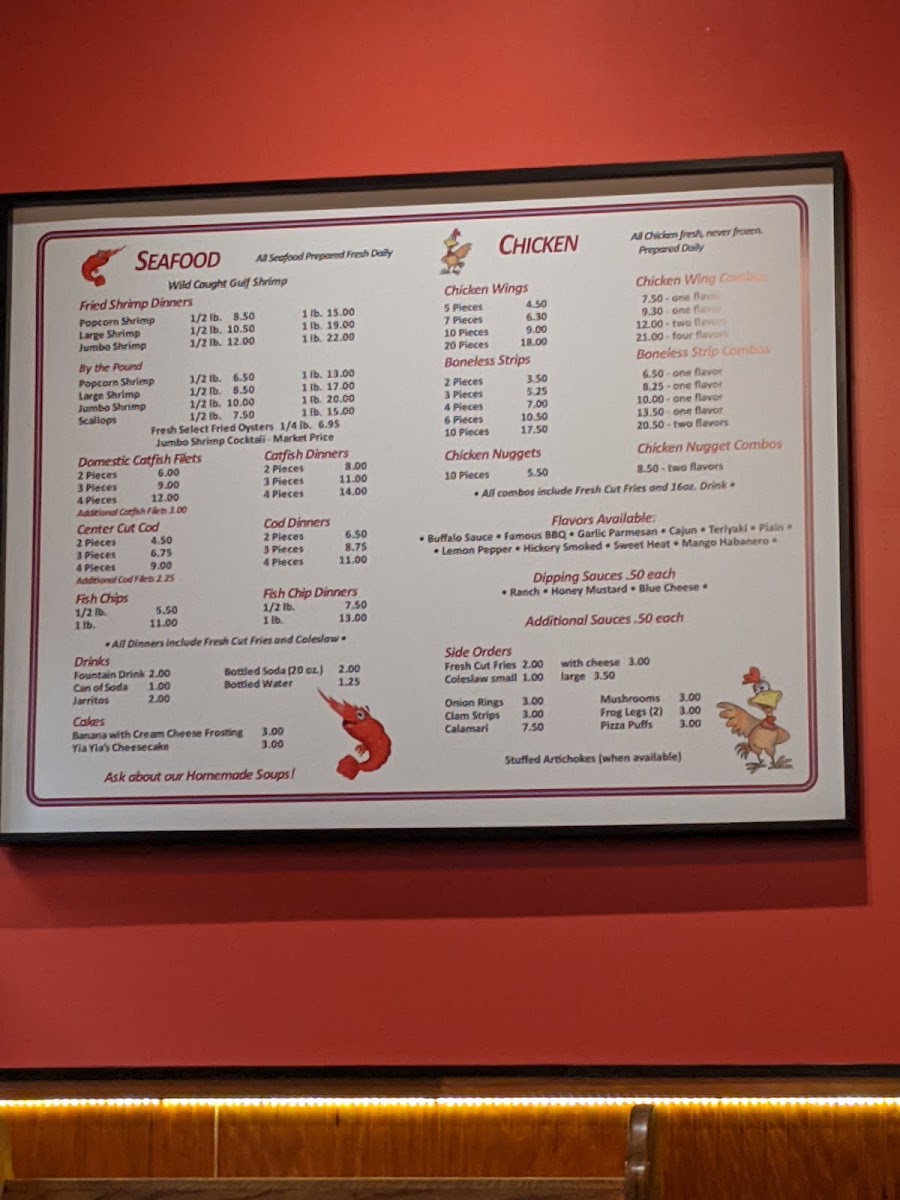 SEAFOOD
All Seafood Prepared Fresh Daily
Wild Caught Gulf Shrimp
Fried Shrimp Dinners
Popcorn Shrimp 1/2 lb. 8.50 1 lb. 15.00
Large Shrimp 1/2 lb. 10.50 1 lb. 19.00
Jumbo Shrimp 1/2 lb. 12.00 1 lb. 22.00
By the Pound
Popcorn Shrimp 1/2 lb. 6.50 1 lb. 13.00
Large Shrimp 1/2 lb. 8.50 1 lb. 17.00
Jumbo Shrimp 1/2 lb. 10.00 1 lb. 20.00
Scallops 1/2 lb. 7.50 1 lb. 15.00
Fresh Select Fried Oysters 1/4 lb. 6.95
Jumbo Shrimp Cocktail - Market Price
Domestic Catfish Filets
2 Pieces 6.00
3 Pieces 9.00
4 Pieces 12.00
Additional Catfish Filets 3.00
Catfish Dinners
2 Pieces 8.00
3 Pieces 11.00
4 Pieces 14.00
Center Cut Cod
2 Pieces 4.50
3 Pieces 6.75
4 Pieces 9.00
Additional Cod Filets 2.25
Cod Dinners
2 Pieces 6.50
3 Pieces 8.75
4 Pieces 11.00
Fish Chips
1/2 lb. 5.50
1 lb. 11.00
Fish Chip Dinners
1/2 lb. 7.50
1 lb. 13.00
• All Dinners include Fresh Cut Fries and Coleslaw •
Drinks
Fountain Drink 2.00 Bottled Soda (20 oz.) 2.00
Can of Soda 1.00 Bottled Water 1.25
Jarritos 2.00
Cakes
Banana with Cream Cheese Frosting 3.00
Yia Yia's Cheesecake 3.00
Ask about our Homemade Soups!
CHICKEN
All Chicken fresh, never frozen.
Prepared Daily
Chicken Wings
5 Pieces 4.50
7 Pieces 6.30
10 Pieces 9.00
20 Pieces 18.00
Chicken Wing Combos
7.50 - one flavor
9.30 - one flavor
12.00 - two flavors
21.00 - four flavors
Boneless Strips
2 Pieces 3.50
3 Pieces 5.25
4 Pieces 7.00
6 Pieces 10.50
10 Pieces 17.50
Boneless Strip Combos
6.50 - one flavor
8.25 - one flavor
10.00 - one flavor
13.50 - one flavor
20.50 - two flavors
Chicken Nuggets
10 Pieces 5.50
Chicken Nugget Combos
8.50 - two flavors
• All combos include Fresh Cut Fries and 16oz. Drink •
Flavors Available:
• Buffalo Sauce • Famous BBQ • Garlic Parmesan • Cajun • Teriyaki • Plain •
• Lemon Pepper • Hickory Smoked • Sweet Heat • Mango Habanero •
Dipping Sauces .50 each
• Ranch • Honey Mustard • Blue Cheese •
Additional Sauces .50 each
Side Orders
Fresh Cut Fries 2.00 with cheese 3.00
Coleslaw small 1.00 large 3.50
Onion Rings 3.00 Mushrooms 3.00
Clam Strips 3.00 Frog Legs (2) 3.00
Calamari 7.50 Pizza Puffs 3.00
Stuffed Artichokes (when available)